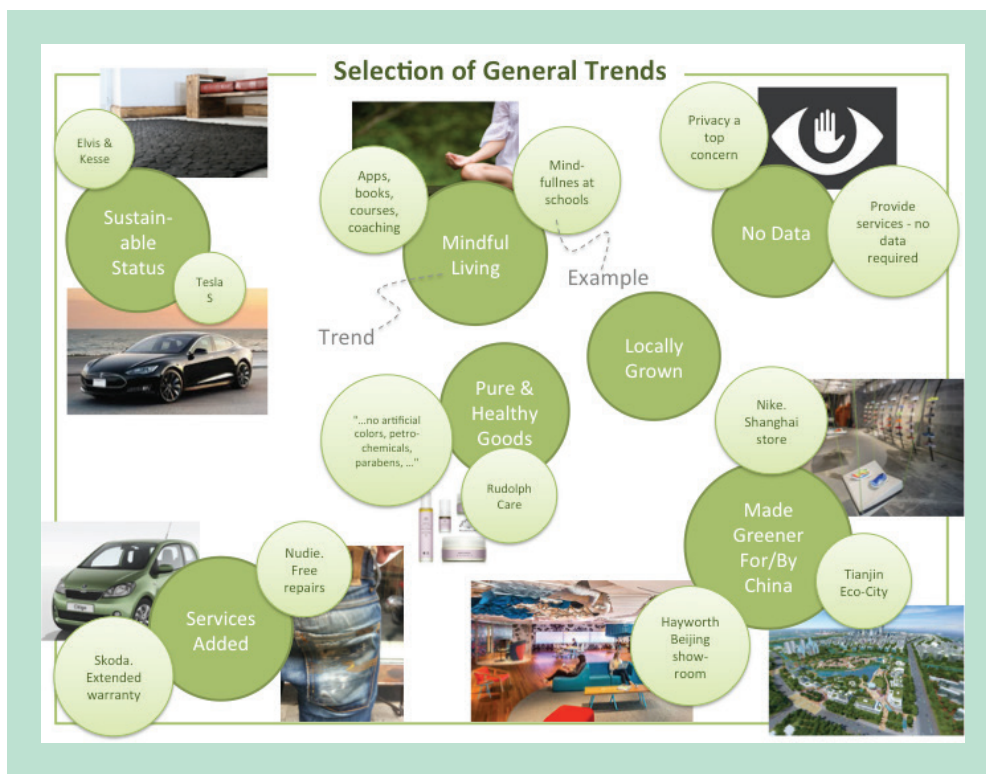 Selection of General Trends
Elvis &
Kesse
Sustain-
able
Status
Tesla
S
Apps,
books,
courses,
coaching
Mindful
Living
Mind-
fullnes at
schools
Trend
Example
Privacy a
top
concern
No Data
Provide
services - no
data
required
Locally
Grown
Pure &
Healthy
Goods
"...no artificial
colors, petro-
chemicals,
parabens, ..."
Rudolph
Care
Nike.
Shanghai
store
Made
Greener
For/By
China
Tianjin
Eco-City
Hayworth
Beijing
show-
room
Nudie.
Free
repairs
Services
Added
Skoda.
Extended
warranty